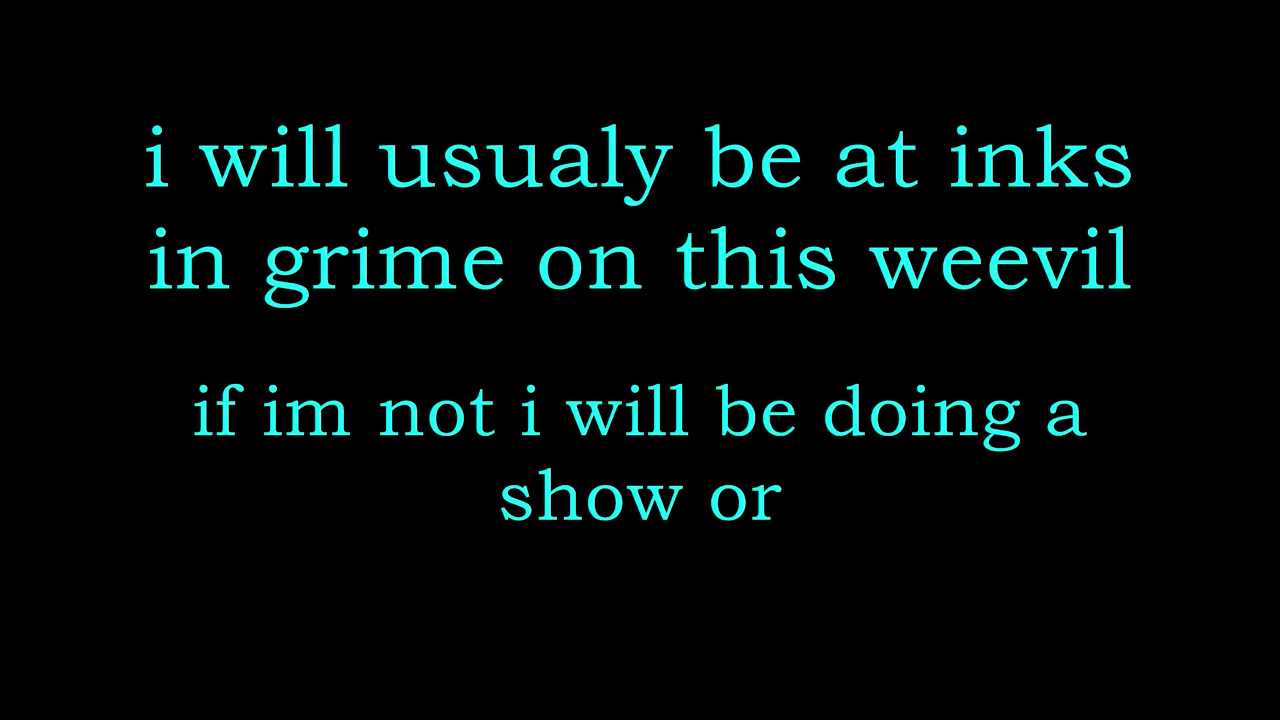 i will usualy be at inks
in grime on this weevil
if im not i will be doing a
show or